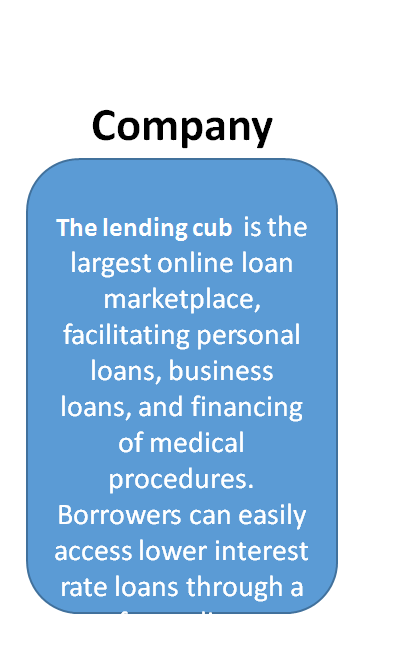 Company
The lending cub is the
largest online loan
marketplace,
facilitating personal
loans, business
loans, and financing
of medical
procedures.
Borrowers can easily
access lower interest
rate loans through a